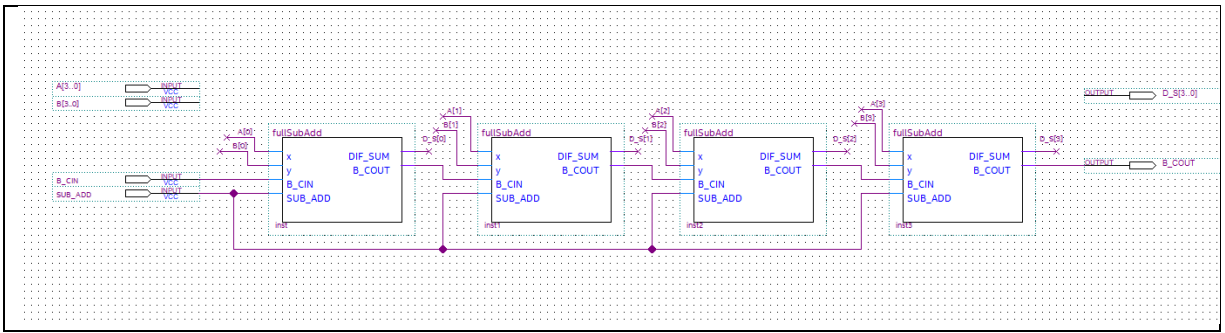 A[3..0] INPUT VCC
B[3..0] INPUT VCC
OUTPUT D_S[3..0]
A[0]
B[0]
fullSubAdd
x DIF_SUM
y B_COUT
B_CIN
SUB_ADD
inst
D_S[0]
A[1]
B[1]
fullSubAdd
x DIF_SUM
y B_COUT
B_CIN
SUB_ADD
inst1
D_S[1]
A[2]
B[2]
fullSubAdd
x DIF_SUM
y B_COUT
B_CIN
SUB_ADD
inst2
D_S[2]
A[3]
B[3]
fullSubAdd
x DIF_SUM
y B_COUT
B_CIN
SUB_ADD
inst3
D_S[3]
OUTPUT B_COUT
B_CIN INPUT VCC
SUB_ADD INPUT VCC